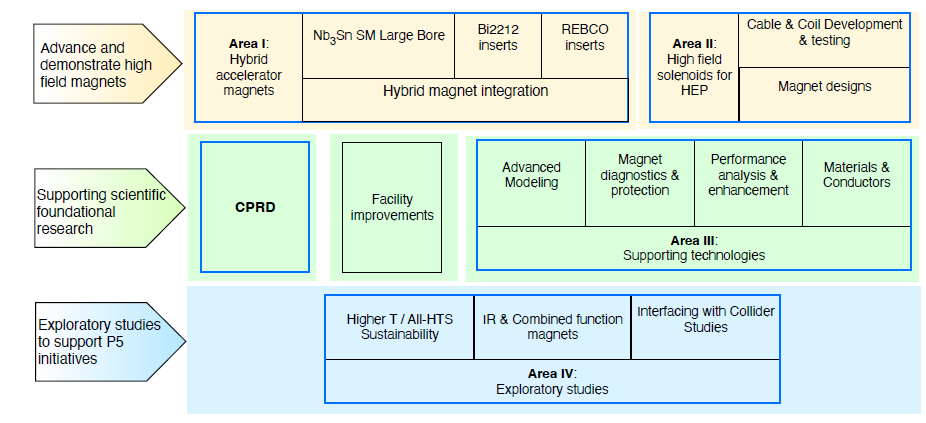 Advance and
demonstrate high
field magnets
Area I:
Hybrid
accelerator
magnets
Nb3Sn SM Large Bore
Bi2212
inserts
REBCO
inserts
Hybrid magnet integration
Area II:
High field
solenoids for
HEP
Cable & Coil Development
& testing
Magnet designs
Supporting scientific
foundational
research
CPRD
Facility
improvements
Advanced
Modeling
Magnet
diagnostics &
protection
Performance
analysis &
enhancement
Materials &
Conductors
Area III:
Supporting technologies
Exploratory studies
to support P5
initiatives
Higher T / All-HTS
Sustainability
IR & Combined function
magnets
Interfacing with Collider
Studies
Area IV:
Exploratory studies